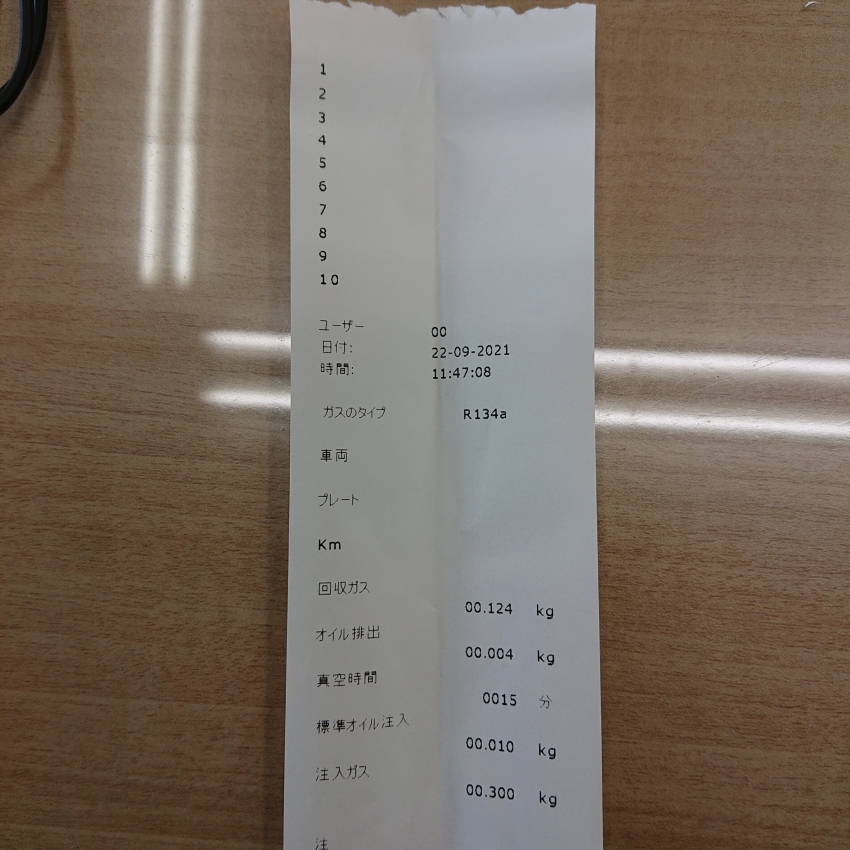 1
2
3
4
5
6
7
8
9
10
ユーザー 00
日付: 22-09-2021
時間: 11:47:08
ガスのタイプ R134a
車両
プレート
Km
回収ガス
00.124 kg
オイル排出
00.004 kg
真空時間
0015 分
標準オイル注入
00.010 kg
注入ガス
00.300 kg
注